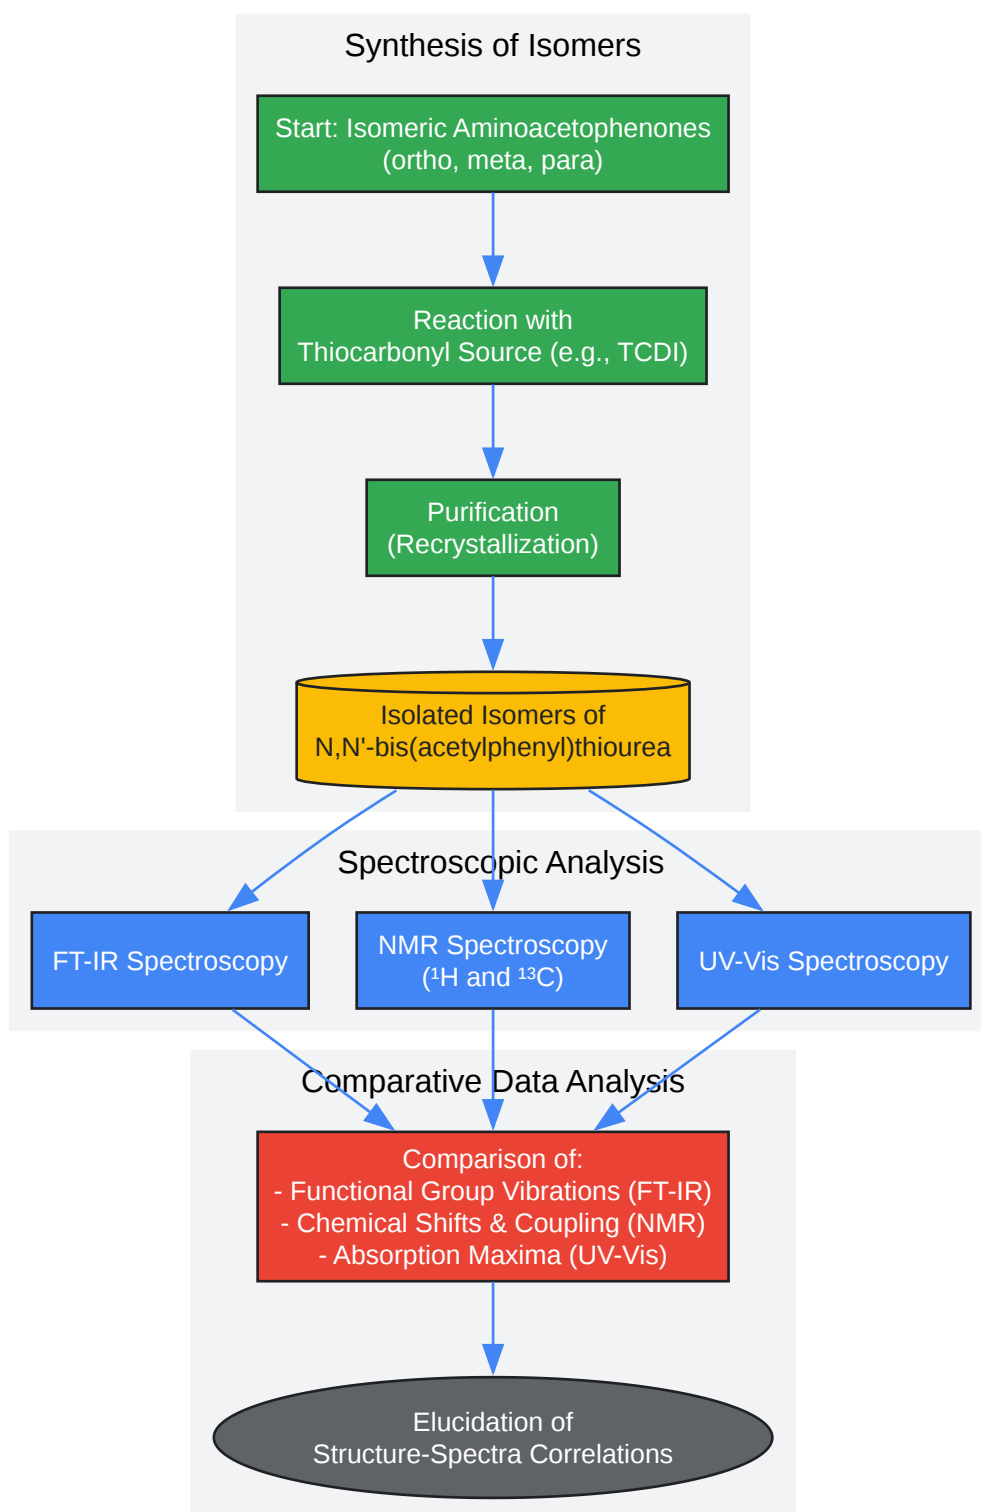 Synthesis of Isomers
Start: Isomeric Aminoacetophenones
(ortho, meta, para)
Reaction with
Thiocarbonyl Source (e.g., TCDI)
Purification
(Recrystallization)
Isolated Isomers of
N,N'-bis(acetylphenyl)thiourea
Spectroscopic Analysis
FT-IR Spectroscopy
NMR Spectroscopy
(¹H and ¹³C)
UV-Vis Spectroscopy
Comparative Data Analysis
Comparison of:
- Functional Group Vibrations (FT-IR)
- Chemical Shifts & Coupling (NMR)
- Absorption Maxima (UV-Vis)
Elucidation of
Structure-Spectra Correlations